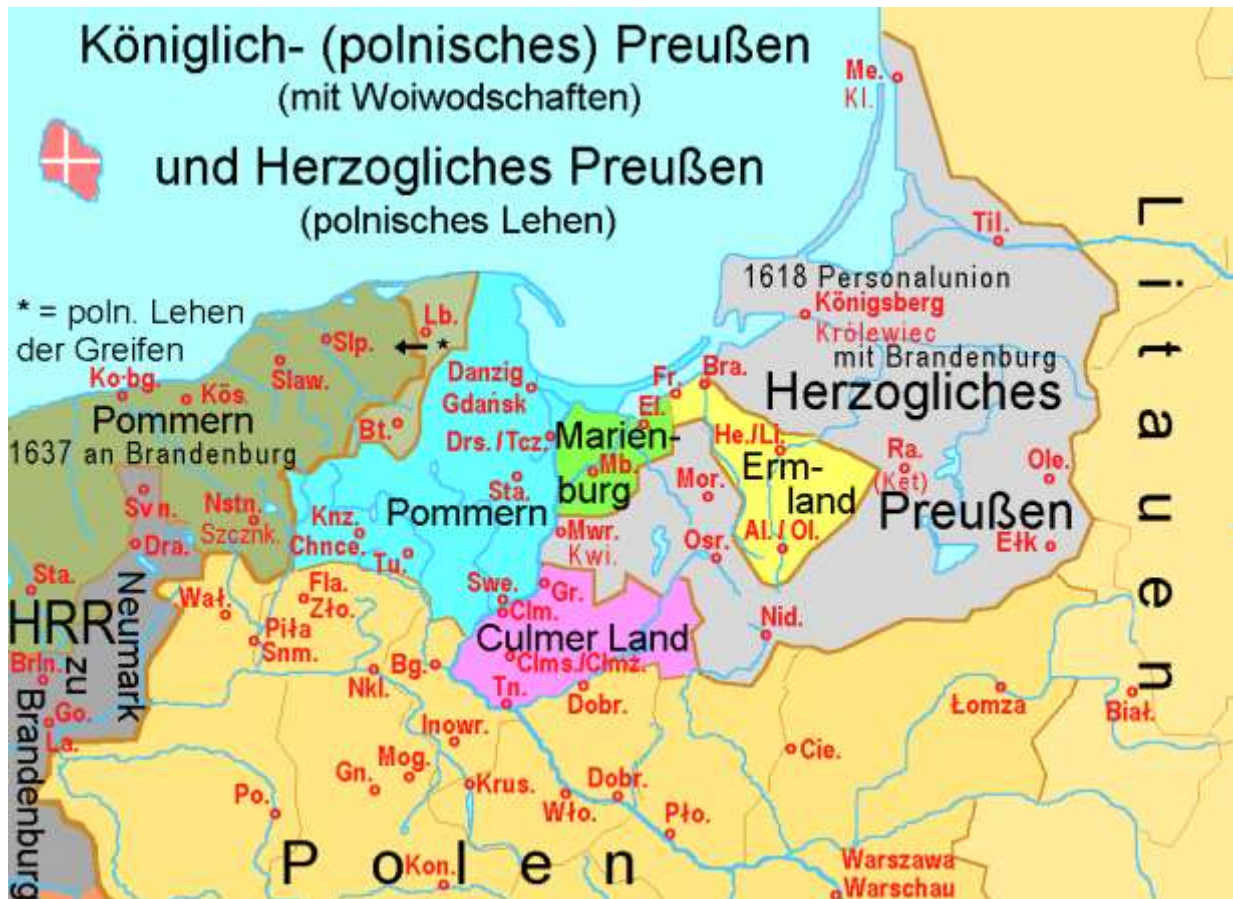 Königlich- (polnisches) Preußen
(mit Woiwodschaften)
und Herzogliches Preußen
(polnisches Lehen)
* = poln. Lehen
der Greifen
Me.
Kl.
Til.
Litauen
1618 Personalunion
Königsberg
Królewiec
mit Brandenburg
Herzogliches
Preußen
Lb.
*
Slp.
Slaw.
Ko·bg.
Kös.
Pommern
1637 an Brandenburg
Bt.
Danzig
Gdańsk
Drs./Tcz.
Fr.
Bra.
El.
Marien-
burg
Mb.
He./Li.
Erm-
land
Al./Ol.
Ra.
(Kęt)
Ole.
Ełk
Mor.
Osr.
Mwr.
Kwi.
Sta.
Pommern
Knz.
Chnce.
Tu.
Svn.
Nstn.
Szcznk.
Dra.
Sta.
Neumark
HRR
zu
Brandenburg
Brln.
Go.
La.
Wał.
Fla.
Zło.
Piła
Snm.
Swe.
Clm.
Gr.
Culmer Land
Clms./Clmz.
Tn.
Dobr.
Nid.
Nkl.
Bg.
Inowr.
Mog.
Gn.
Krus.
Po.
Wło.
Dobr.
Pło.
Cie.
Łomza
Biał.
Polen
Kon.
Warszawa
Warschau